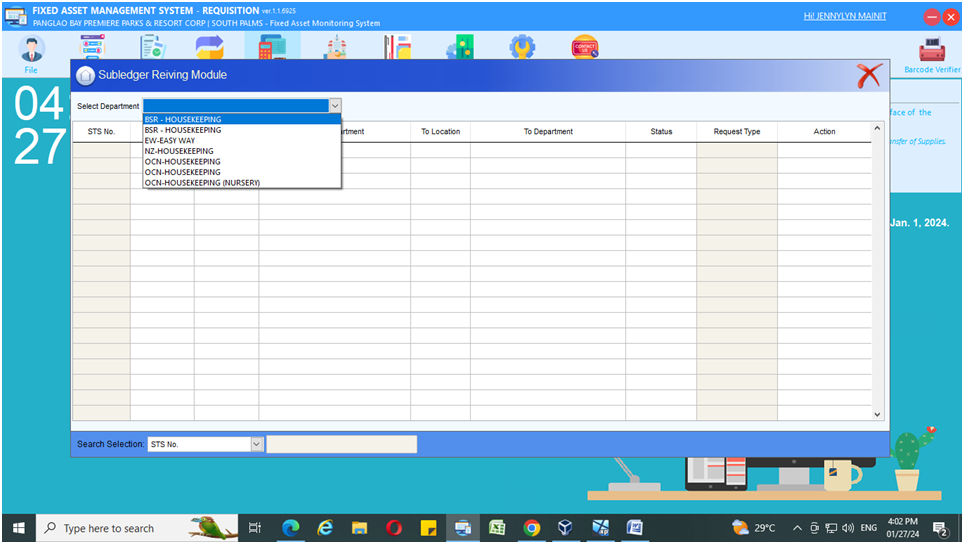 FIXED ASSET MANAGEMENT SYSTEM - REQUISITION ver.1.1.6925
PANGLAO BAY PREMIERE PARKS & RESORT CORP | SOUTH PALMS - Fixed Asset Monitoring System
Hi! JENNYLYN MAINIT
File
CONTACT US
Barcode Verifier
Subledger Reiving Module
04
27
Select Department
BSR - HOUSEKEEPING
BSR - HOUSEKEEPING
EW-EASY WAY
NZ-HOUSEKEEPING
OCN-HOUSEKEEPING
OCN-HOUSEKEEPING
OCN-HOUSEKEEPING (NURSERY)
STS No. rtment To Location To Department Status Request Type Action
face of the
ansfer of Supplies.
Jan. 1, 2024.
Search Selection: STS No.
Type here to search
29°C
ENG
4:02 PM
01/27/24
2